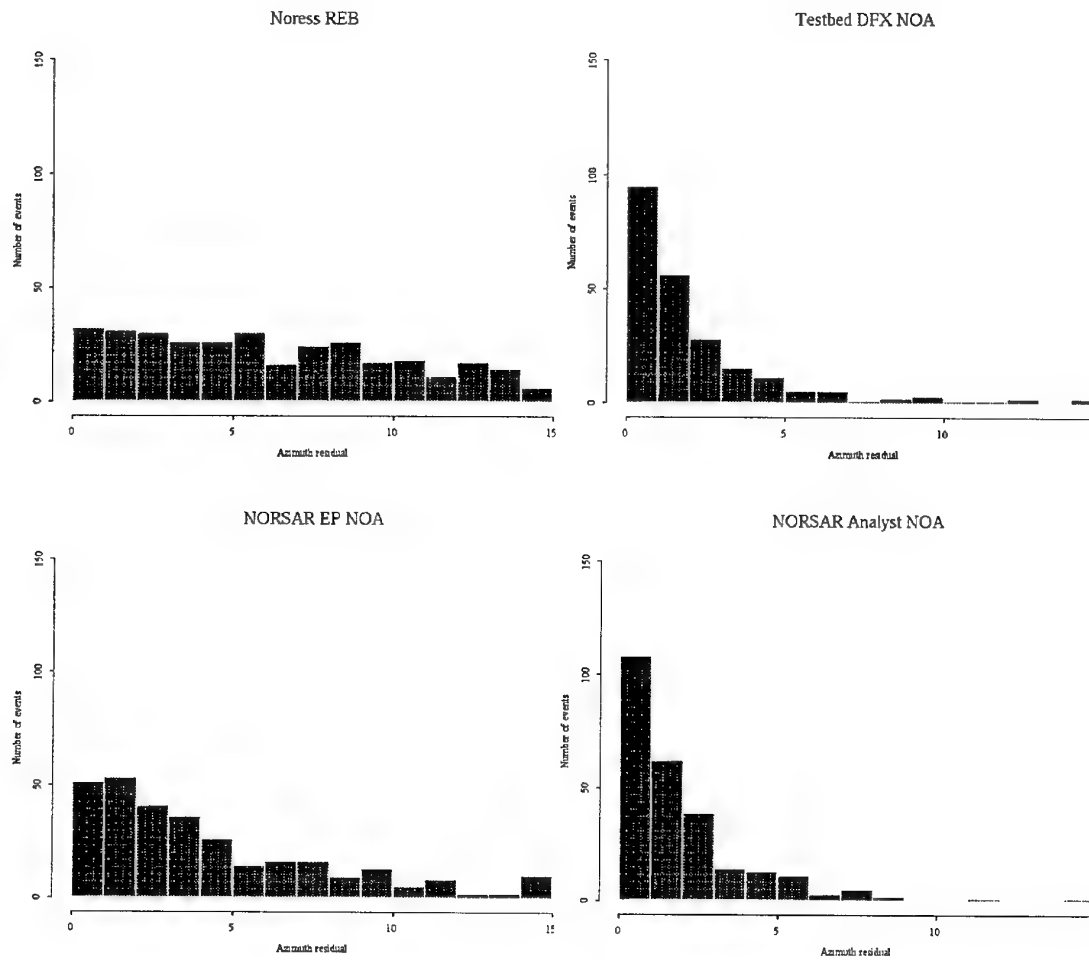 Noress REB
Number of events
150
100
50
0
0 5 10 15
Azimuth residual
Testbed DFX NOA
Number of events
150
100
50
0
0 5 10
Azimuth residual
NORSAR EP NOA
Number of events
150
100
50
0
0 5 10 15
Azimuth residual
NORSAR Analyst NOA
Number of events
150
100
50
0
0 5 10
Azimuth residual